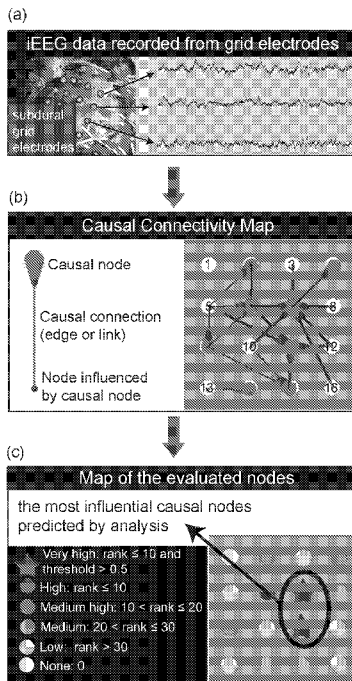 (a)
iEEG data recorded from grid electrodes
subdural
grid
electrodes
(b)
Causal Connectivity Map
Causal node
Causal connection
(edge or link)
Node influenced
by causal node
1
3
5
8
10
12
13
16
(c)
Map of the evaluated nodes
the most influential causal nodes
predicted by analysis
Very high: rank ≤ 10 and
threshold > 0.5
High: rank ≤ 10
Medium high: 10 < rank ≤ 20
Medium: 20 < rank ≤ 30
Low: rank > 30
None: 0